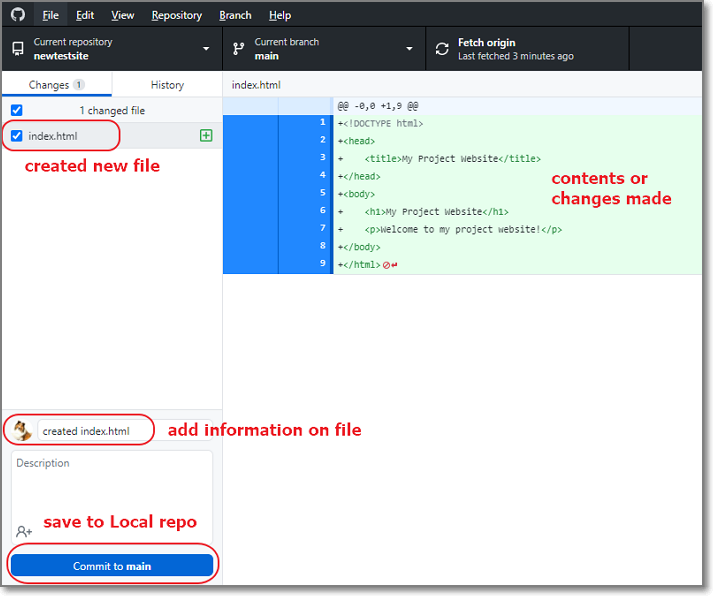 File Edit View Repository Branch Help
Current repository
newtestsite
Current branch
main
Fetch origin
Last fetched 3 minutes ago
Changes 1 History
index.html
1 changed file
index.html
created new file
@@ -0,0 +1,9 @@
1 +<!DOCTYPE html>
2 +<head>
3 +    <title>My Project Website</title>
4 +</head>
5 +<body>
6 +    <h1>My Project Website</h1>
7 +    <p>Welcome to my project website!</p>
8 +</body>
9 +</html>
contents or
changes made
created index.html
add information on file
Description
save to Local repo
Commit to main